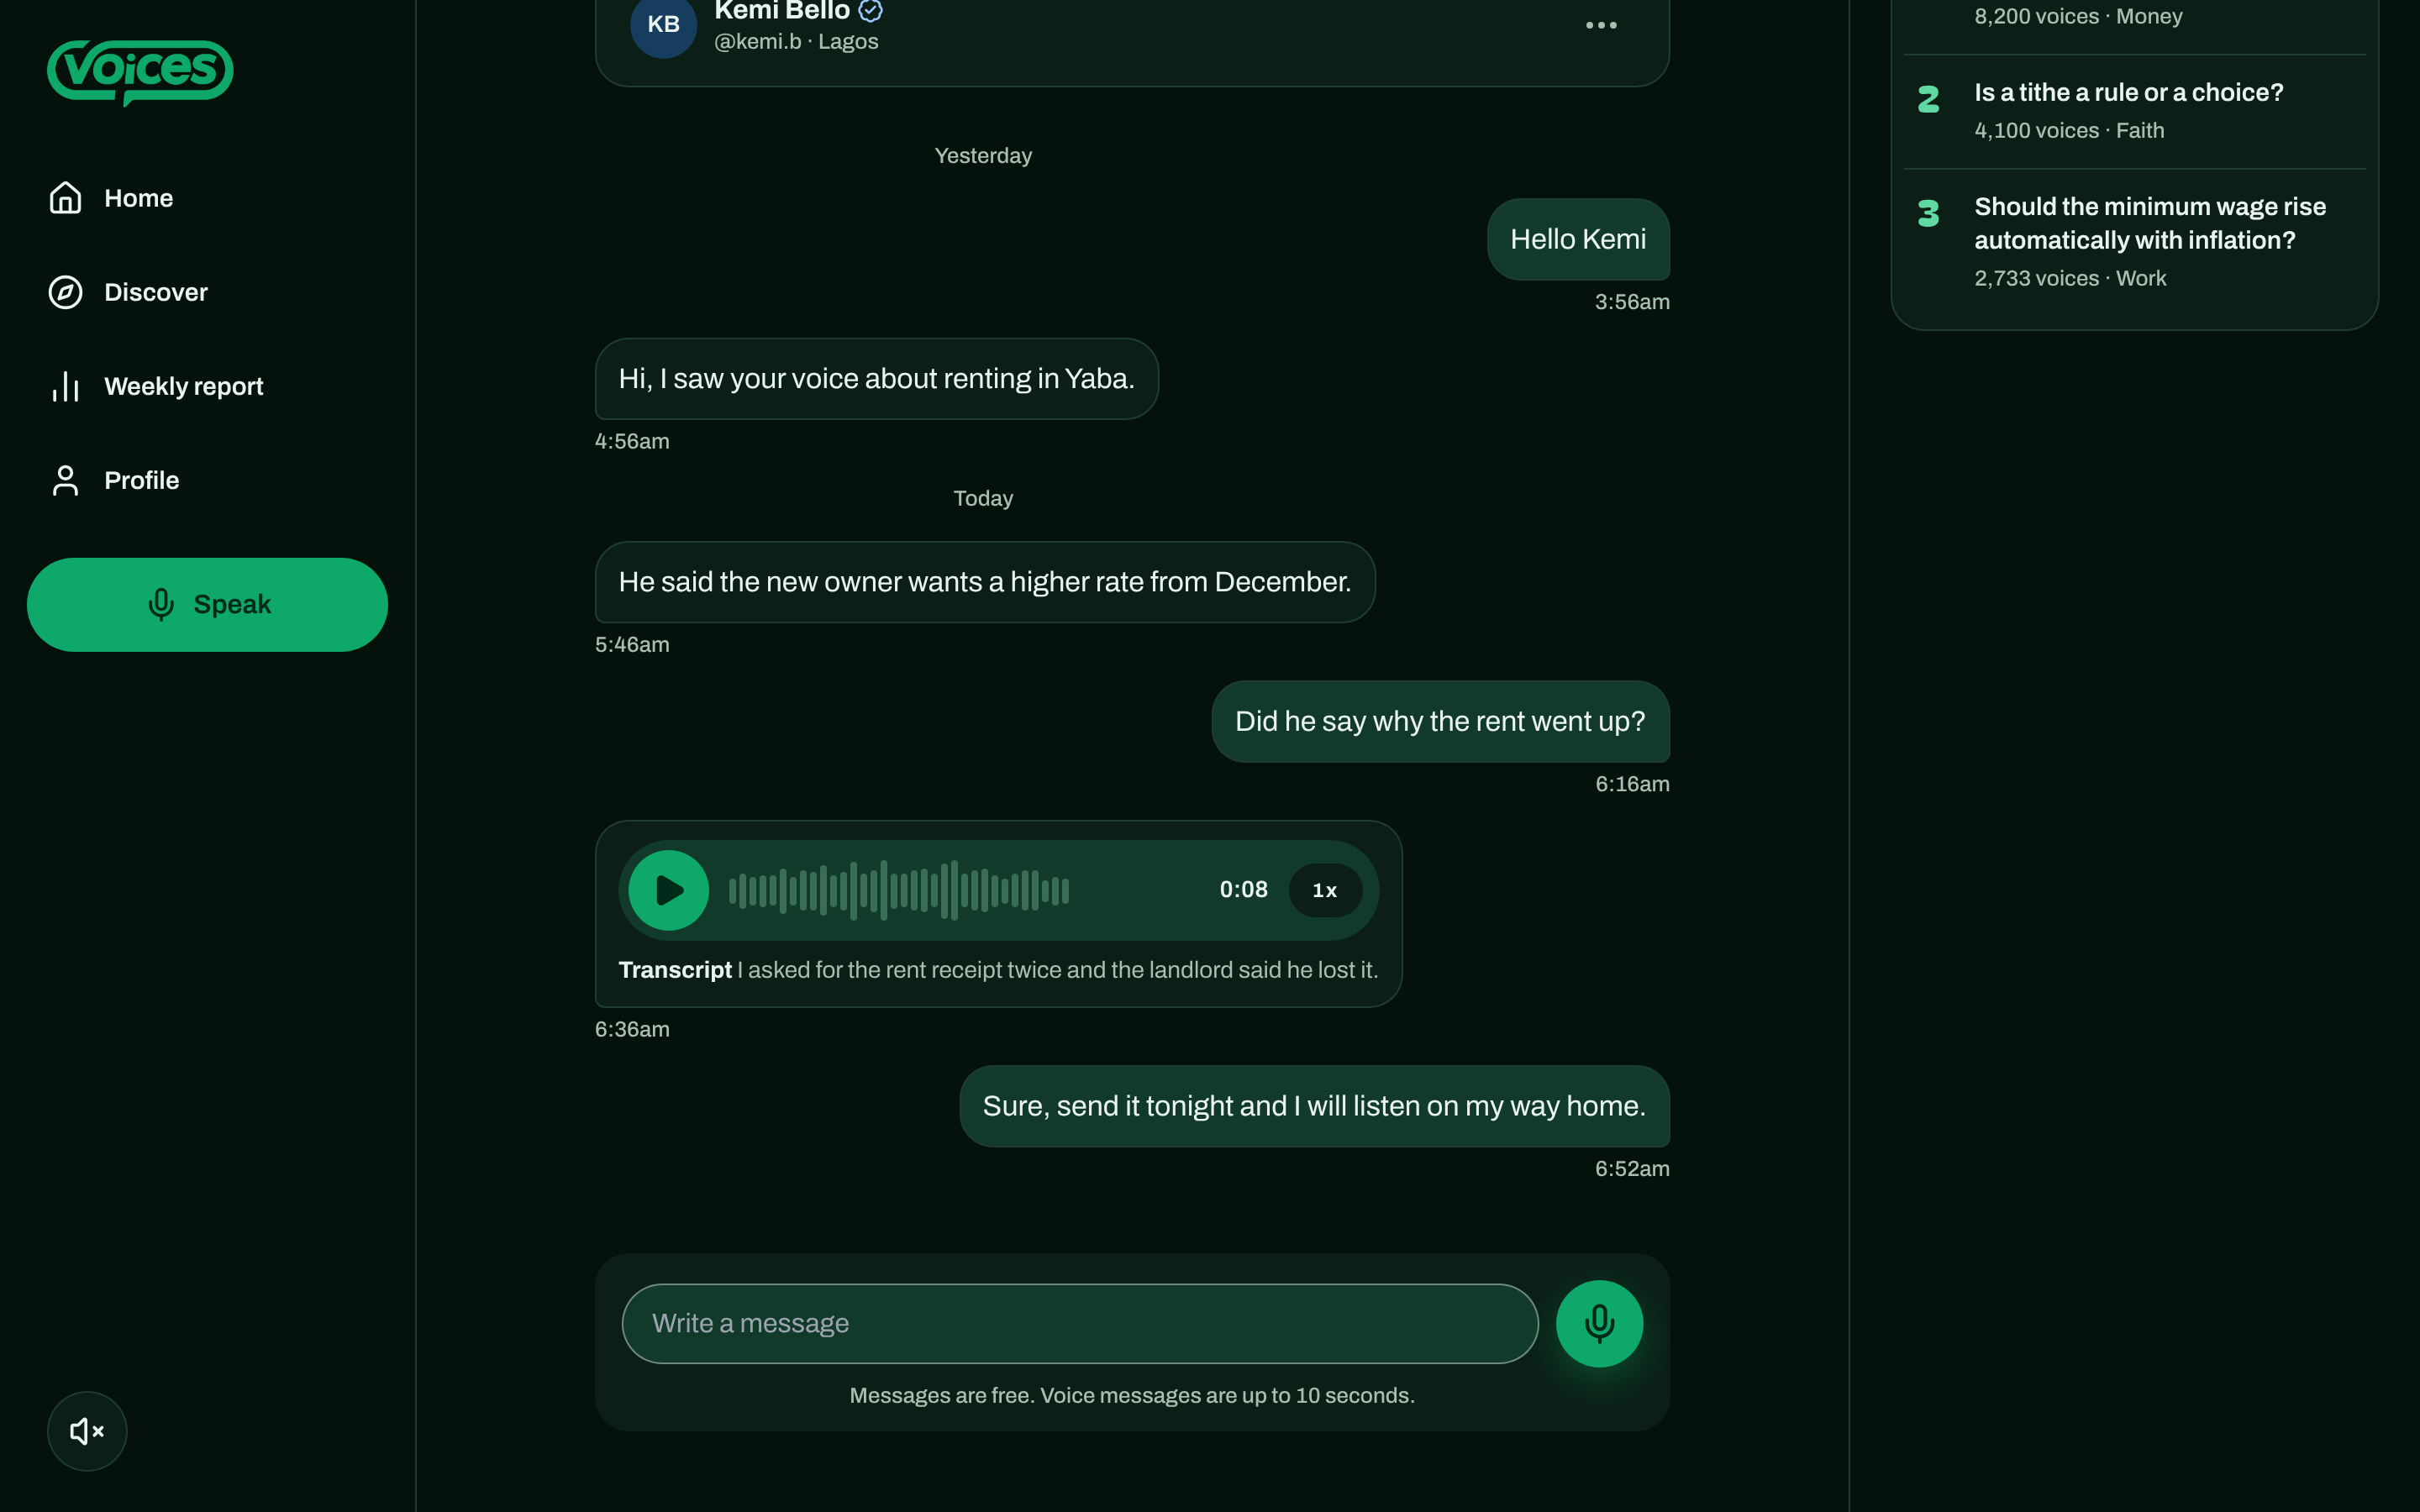 voices
Home
Discover
Weekly report
Profile
Speak
KB
Kemi Bello
@kemi.b · Lagos
Yesterday
Hello Kemi
3:56am
Hi, I saw your voice about renting in Yaba.
4:56am
Today
He said the new owner wants a higher rate from December.
5:46am
Did he say why the rent went up?
6:16am
0:08
1x
Transcript I asked for the rent receipt twice and the landlord said he lost it.
6:36am
Sure, send it tonight and I will listen on my way home.
6:52am
Write a message
Messages are free. Voice messages are up to 10 seconds.
8,200 voices · Money
2
Is a tithe a rule or a choice?
4,100 voices · Faith
3
Should the minimum wage rise
automatically with inflation?
2,733 voices · Work